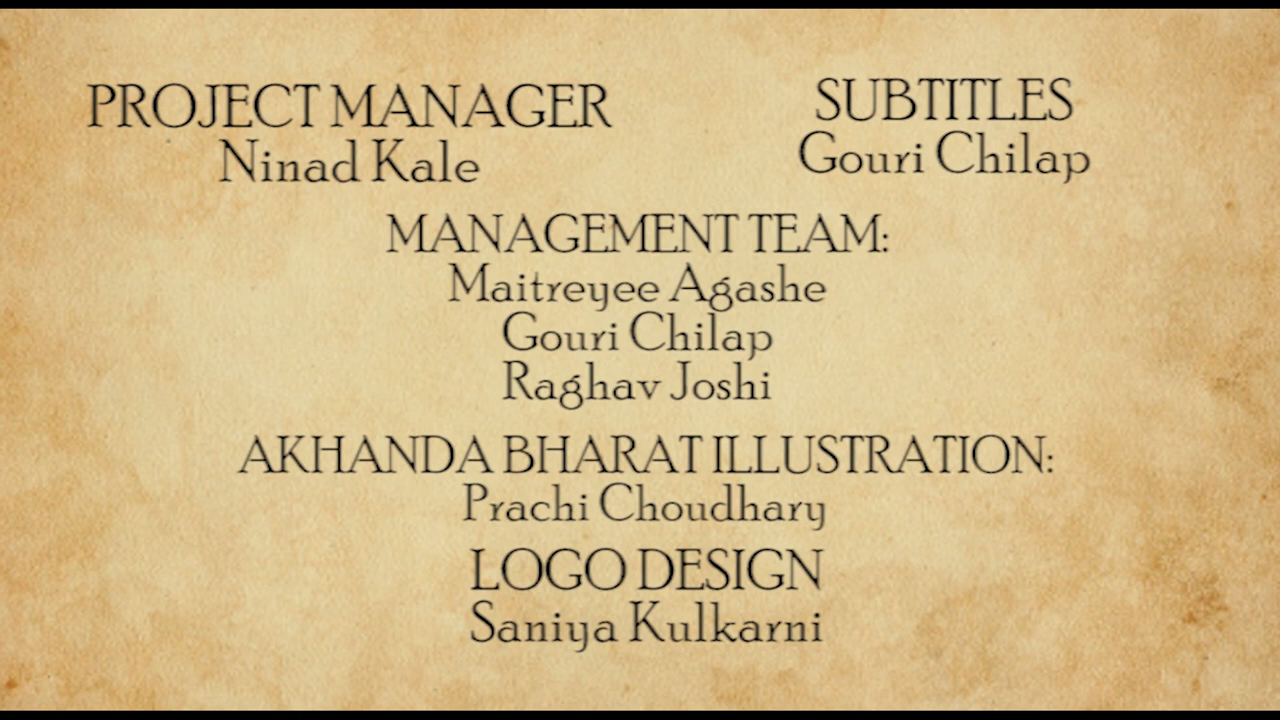 PROJECT MANAGER
Ninad Kale
SUBTITLES
Gouri Chilap
MANAGEMENT TEAM:
Maitreyee Agashe
Gouri Chilap
Raghav Joshi
AKHANDA BHARAT ILLUSTRATION:
Prachi Choudhary
LOGO DESIGN
Saniya Kulkarni